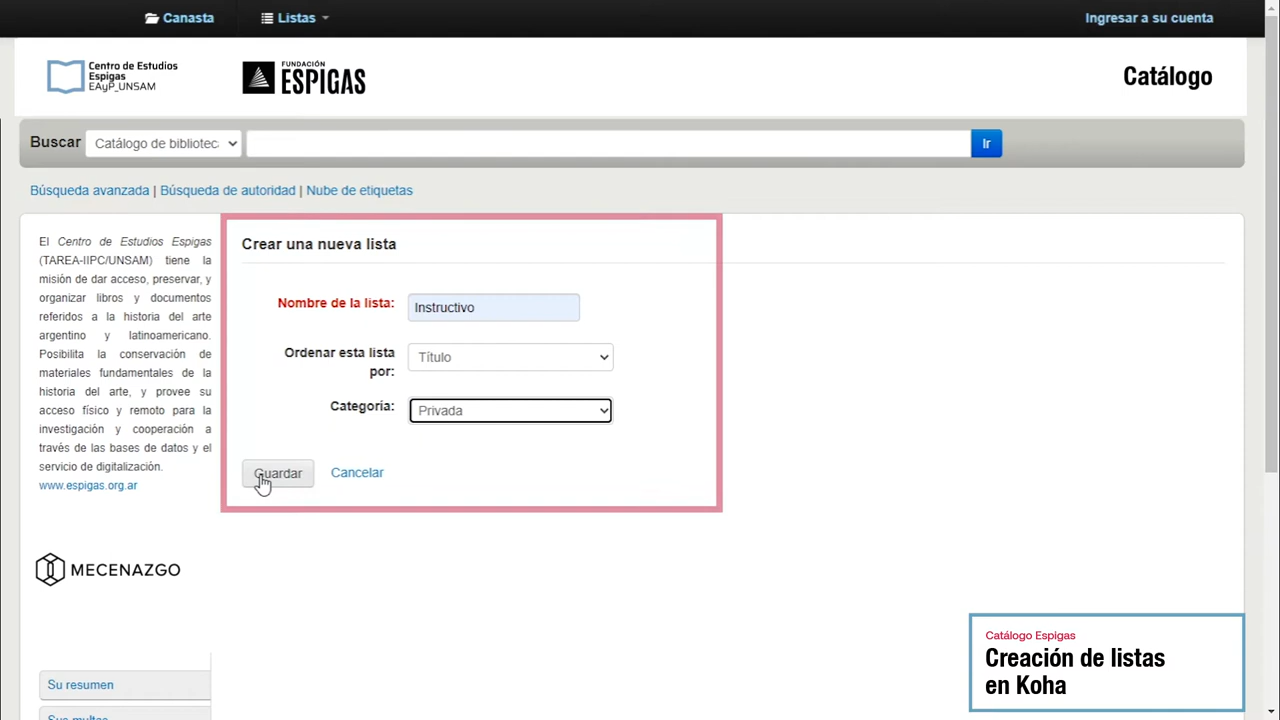 Canasta
Listas
Ingresar a su cuenta
Centro de Estudios
Espigas
EAyP_UNSAM
FUNDACIÓN
ESPIGAS
Catálogo
Buscar
Catálogo de bibliotec
Ir
Búsqueda avanzada | Búsqueda de autoridad | Nube de etiquetas
El Centro de Estudios Espigas
(TAREA-IIPC/UNSAM) tiene la
misión de dar acceso, preservar, y
organizar libros y documentos
referidos a la historia del arte
argentino y latinoamericano.
Posibilita la conservación de
materiales fundamentales de la
historia del arte, y provee su
acceso físico y remoto para la
investigación y cooperación a
través de las bases de datos y el
servicio de digitalización.
www.espigas.org.ar
Crear una nueva lista
Nombre de la lista:
Instructivo
Ordenar esta lista
por:
Título
Categoria:
Privada
Guardar
Cancelar
MECENAZGO
Su resumen
Sus multas
Catálogo Espigas
Creación de listas
en Koha